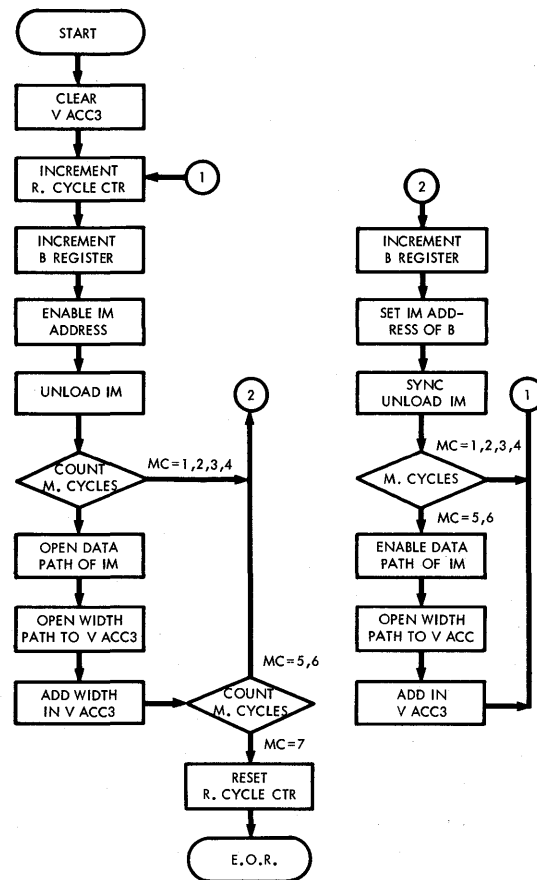 START
CLEAR
V ACC3
INCREMENT
R. CYCLE CTR
1
INCREMENT
B REGISTER
ENABLE IM
ADDRESS
UNLOAD IM
COUNT
M. CYCLES
MC=1,2,3,4
OPEN DATA
PATH OF IM
OPEN WIDTH
PATH TO V ACC3
ADD WIDTH
IN V ACC3
2
MC=5,6
COUNT
M. CYCLES
MC=7
RESET
R. CYCLE CTR
E.O.R.
2
INCREMENT
B REGISTER
SET IM ADD-
RESS OF B
SYNC
UNLOAD IM
1
MC=1,2,3,4
M. CYCLES
MC=5,6
ENABLE DATA
PATH OF IM
OPEN WIDTH
PATH TO V ACC
ADD IN
V ACC3